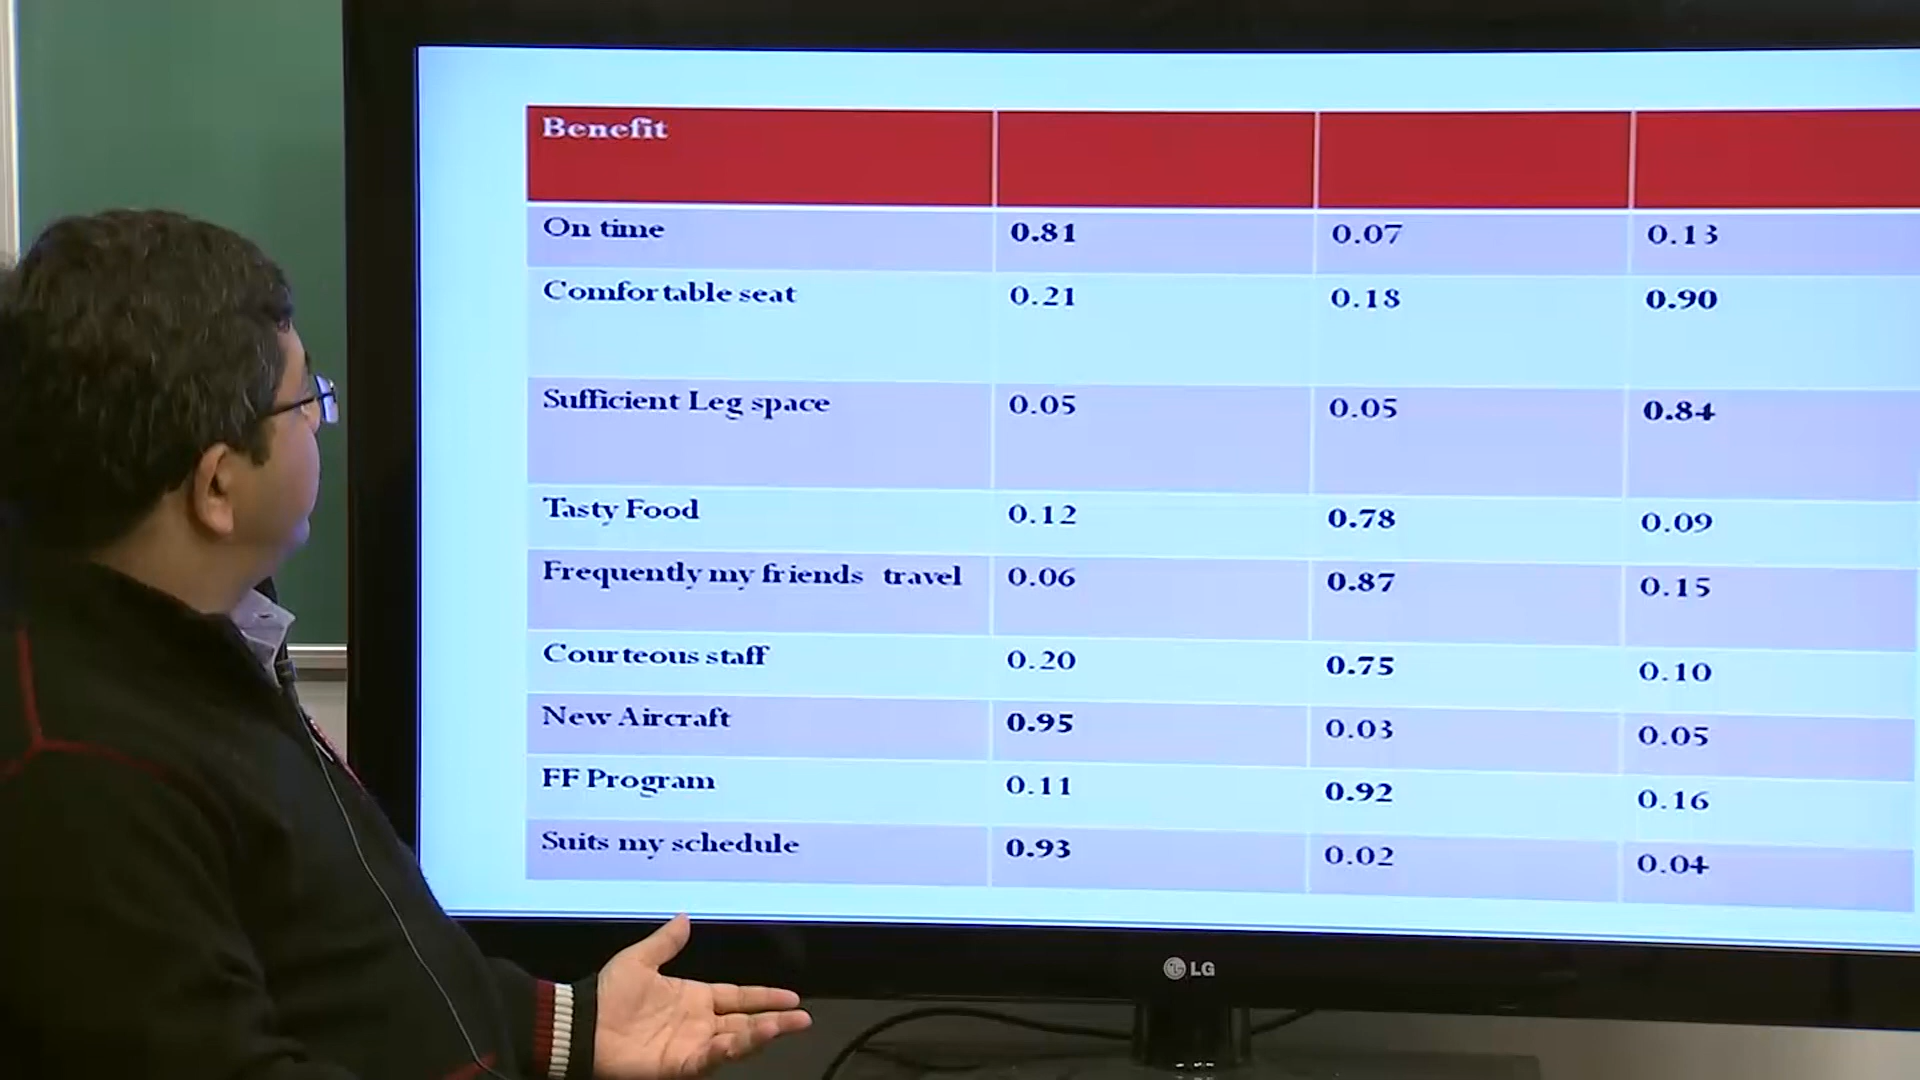 Benefit
On time 0.81 0.07 0.13
Comfortable seat 0.21 0.18 0.90
Sufficient Leg space 0.05 0.05 0.84
Tasty Food 0.12 0.78 0.09
Frequently my friends travel 0.06 0.87 0.15
Courteous staff 0.20 0.75 0.10
New Aircraft 0.95 0.03 0.05
FF Program 0.11 0.92 0.16
Suits my schedule 0.93 0.02 0.04
LG